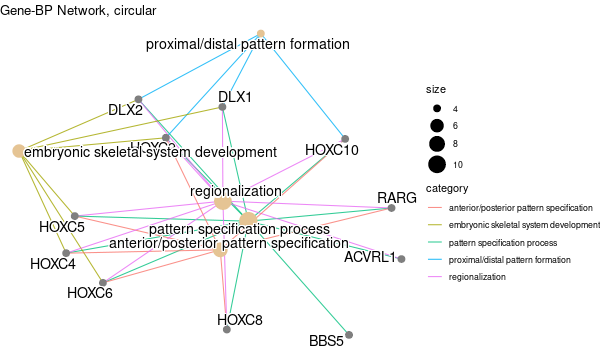 Gene-BP Network, circular
proximal/distal pattern formation
DLX2
DLX1
HOXC10
embryonic skeletal system development
regionalization
RARG
HOXC5
pattern specification process
anterior/posterior pattern specification
HOXC4
ACVRL1
HOXC6
HOXC8
BBS5
size
4
6
8
10
category
anterior/posterior pattern specification
embryonic skeletal system development
pattern specification process
proximal/distal pattern formation
regionalization